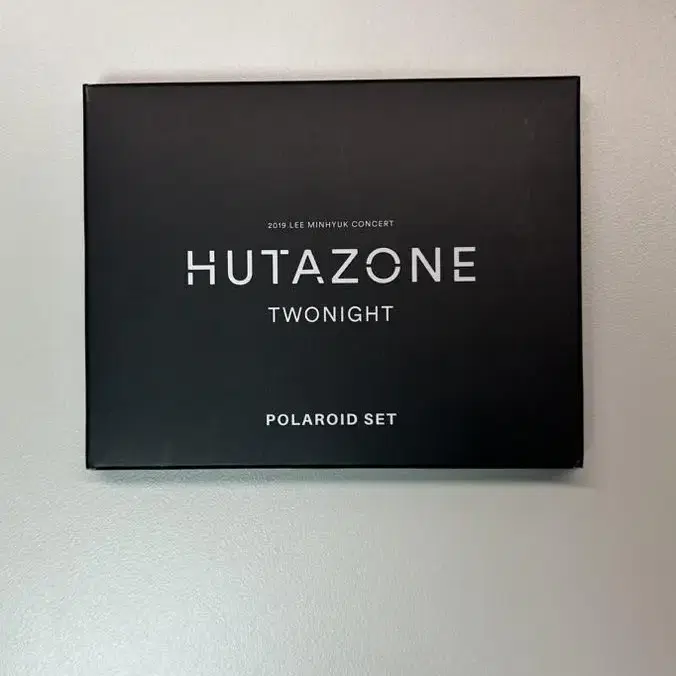 2019 LEE MINHYUK CONCERT
HUTAZONE
TWONIGHT
POLAROID SET